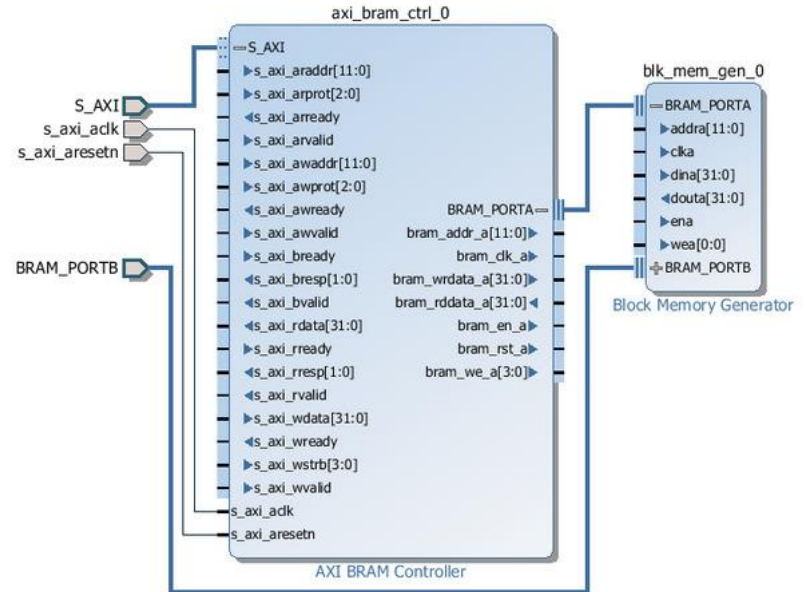 axi_bram_ctrl_0
S_AXI
s_axi_araddr[11:0]
s_axi_arprot[2:0]
s_axi_arready
s_axi_arvalid
s_axi_awaddr[11:0]
s_axi_awprot[2:0]
s_axi_awready
s_axi_awvalid
s_axi_bready
s_axi_bresp[1:0]
s_axi_bvalid
s_axi_rdata[31:0]
s_axi_rready
s_axi_rresp[1:0]
s_axi_rvalid
s_axi_wdata[31:0]
s_axi_wready
s_axi_wstrb[3:0]
s_axi_wvalid
s_axi_aclk
s_axi_aresetn
BRAM_PORTA
bram_addr_a[11:0]
bram_clk_a
bram_wrdata_a[31:0]
bram_rddata_a[31:0]
bram_en_a
bram_rst_a
bram_we_a[3:0]
AXI BRAM Controller
S_AXI
s_axi_aclk
s_axi_aresetn
BRAM_PORTB
blk_mem_gen_0
BRAM_PORTA
addra[11:0]
clka
dina[31:0]
douta[31:0]
ena
wea[0:0]
BRAM_PORTB
Block Memory Generator